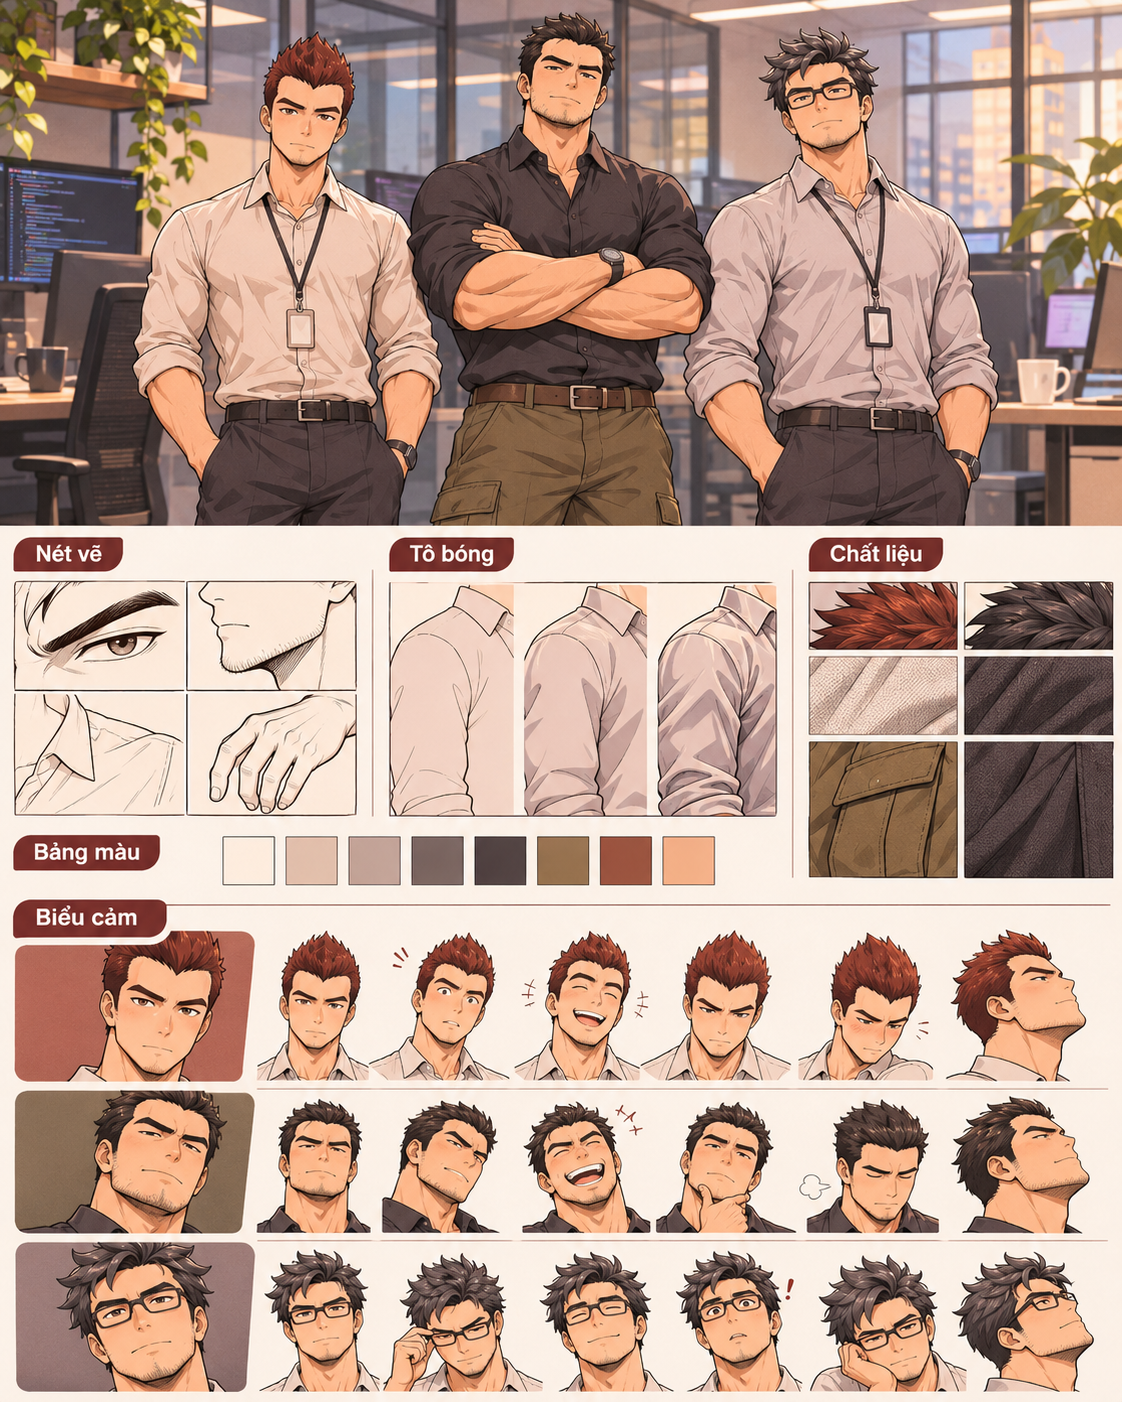 Nét vẽ
Tô bóng
Chất liệu
Bảng màu
Biểu cảm